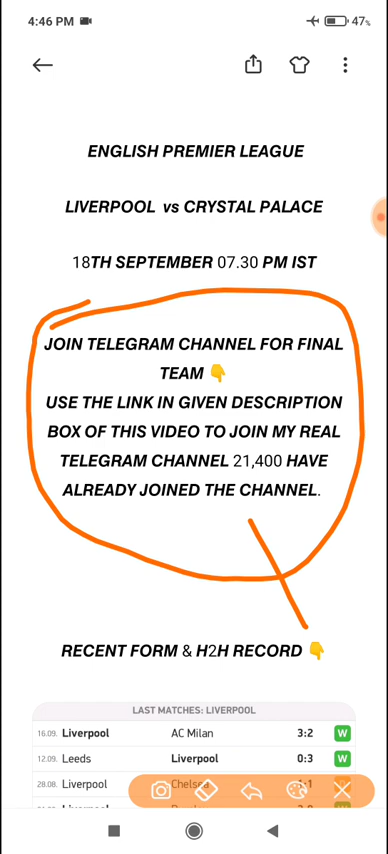 4:46 PM 47%
ENGLISH PREMIER LEAGUE
LIVERPOOL vs CRYSTAL PALACE
18TH SEPTEMBER 07.30 PM IST
JOIN TELEGRAM CHANNEL FOR FINAL
TEAM 👇
USE THE LINK IN GIVEN DESCRIPTION
BOX OF THIS VIDEO TO JOIN MY REAL
TELEGRAM CHANNEL 21,400 HAVE
ALREADY JOINED THE CHANNEL.
RECENT FORM & H2H RECORD 👇
LAST MATCHES: LIVERPOOL
16.09. Liverpool AC Milan 3:2 W
12.09. Leeds Liverpool 0:3 W
28.08. Liverpool Chelsea 1:1